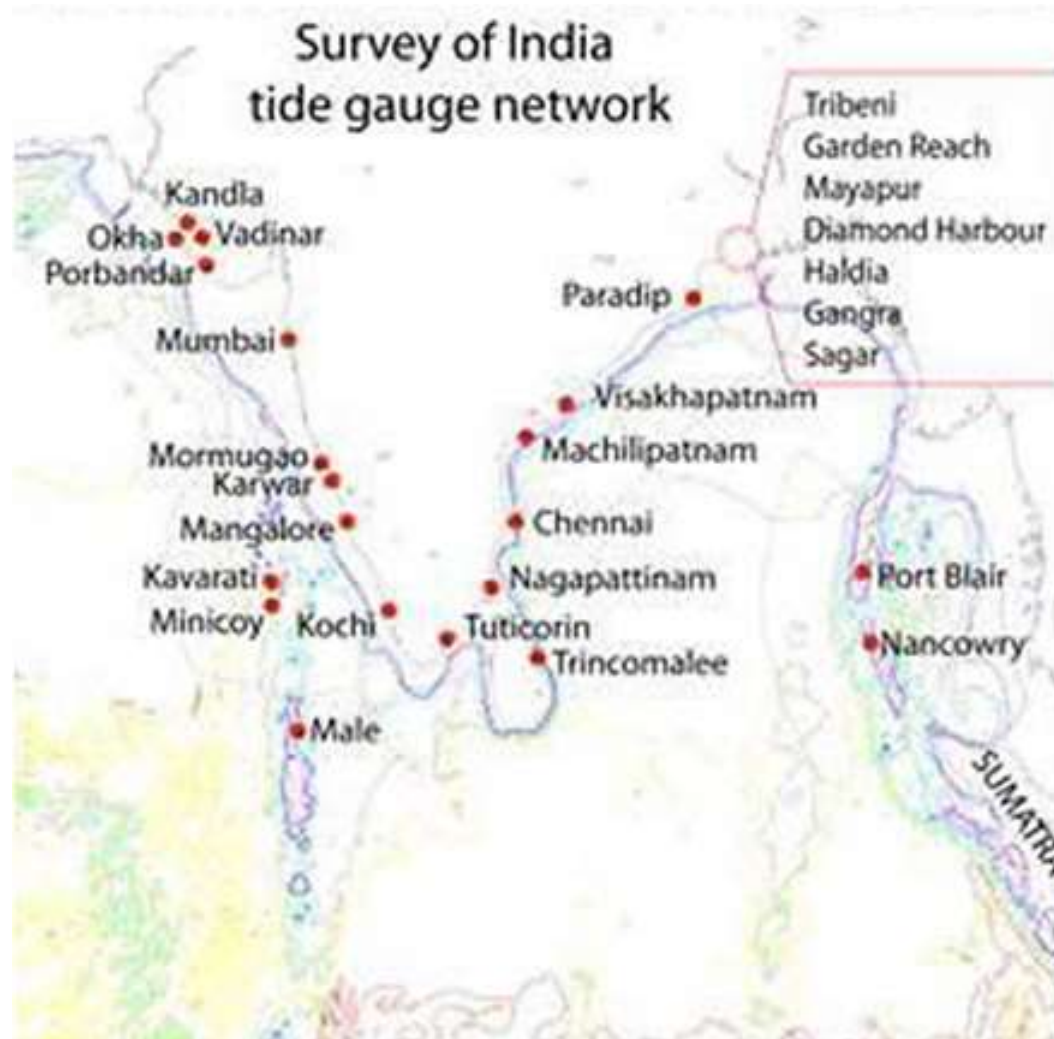 Survey of India
tide gauge network
Tribeni
Garden Reach
Mayapur
Diamond Harbour
Haldia
Gangra
Sagar
Kandla
Okha
Vadinar
Porbandar
Paradip
Mumbai
Visakhapatnam
Machilipatnam
Mormugao
Karwar
Mangalore
Chennai
Kavarati
Nagapattinam
Port Blair
Minicoy
Kochi
Tuticorin
Trincomalee
Nancowry
Male
SUMATRA